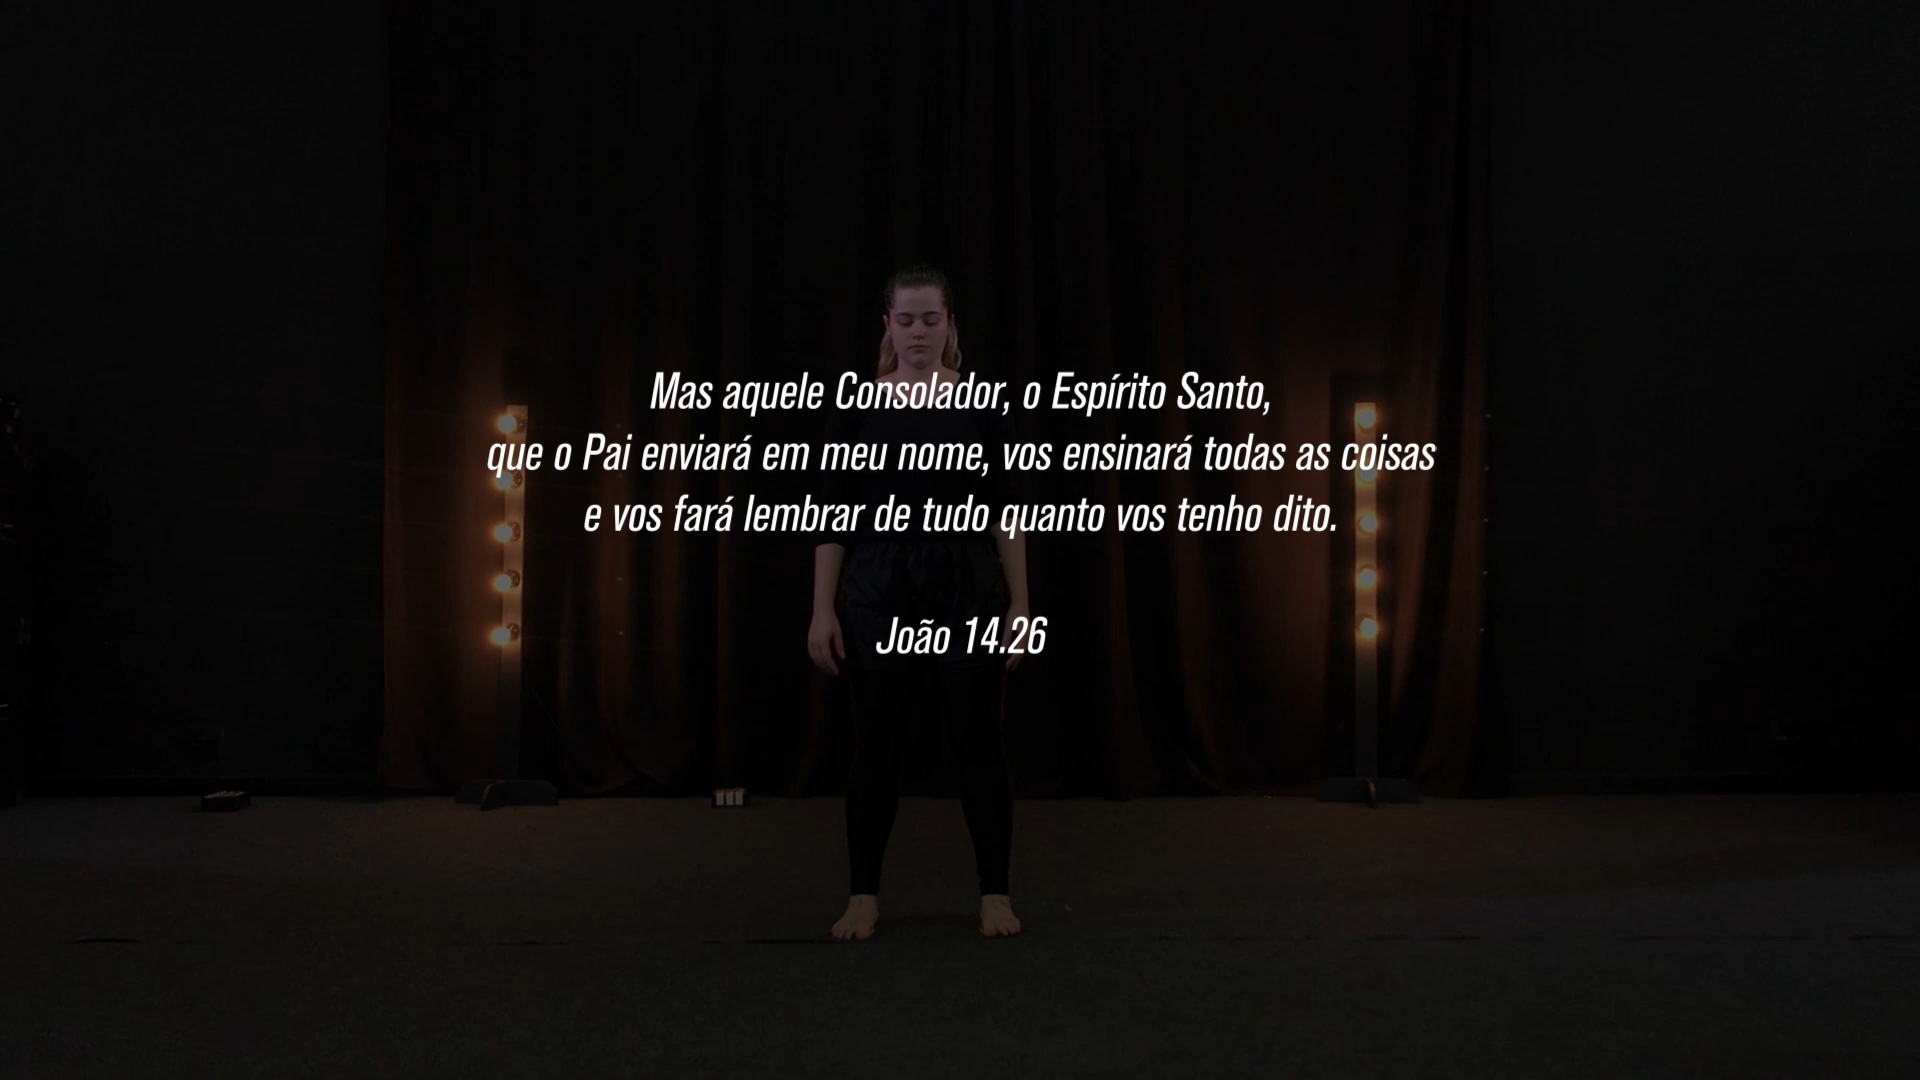 Mas aquele Consolador, o Espírito Santo,
que o Pai enviará em meu nome, vos ensinará todas as coisas
e vos fará lembrar de tudo quanto vos tenho dito.
João 14.26